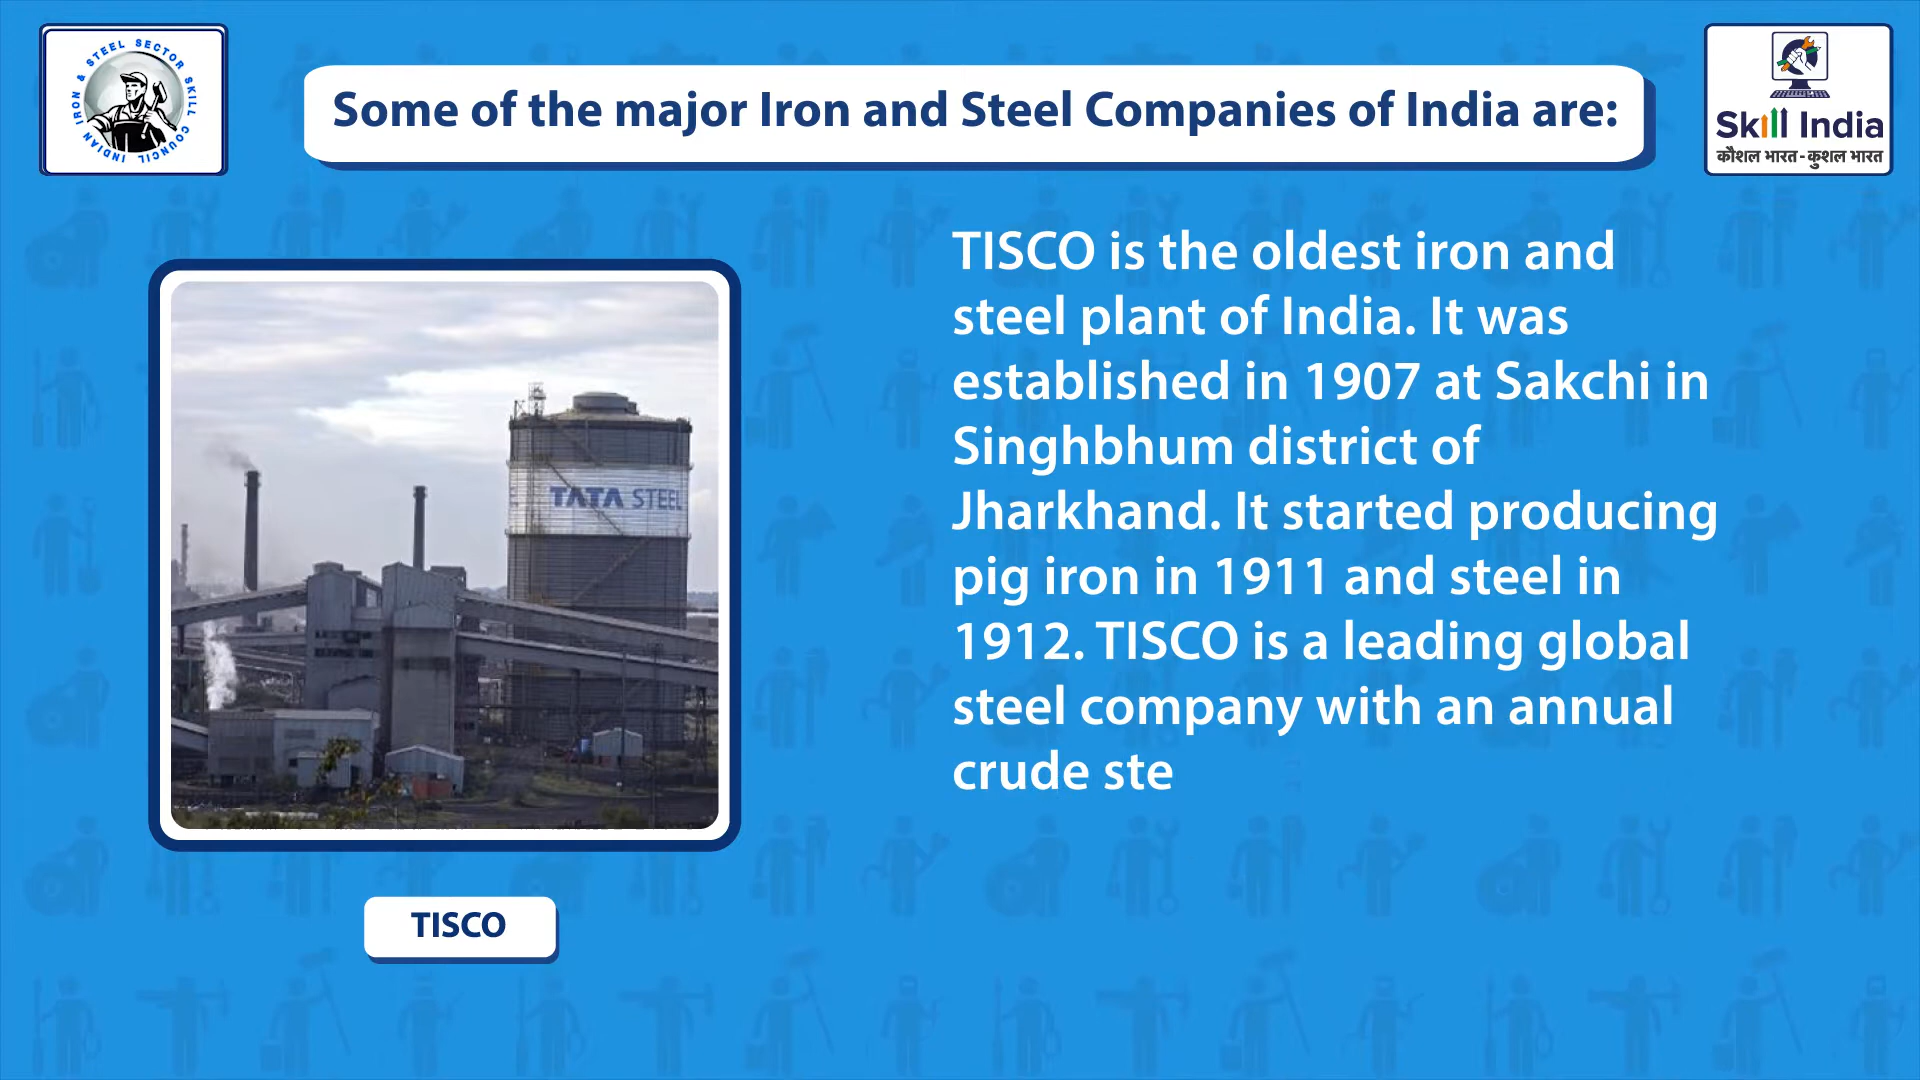 INDIAN IRON & STEEL SECTOR SKILL COUNCIL
Some of the major Iron and Steel Companies of India are:
Skill India
कौशल भारत - कुशल भारत
TISCO is the oldest iron and
steel plant of India. It was
established in 1907 at Sakchi in
Singhbhum district of
Jharkhand. It started producing
pig iron in 1911 and steel in
1912. TISCO is a leading global
steel company with an annual
crude ste
TATA STEEL
TISCO